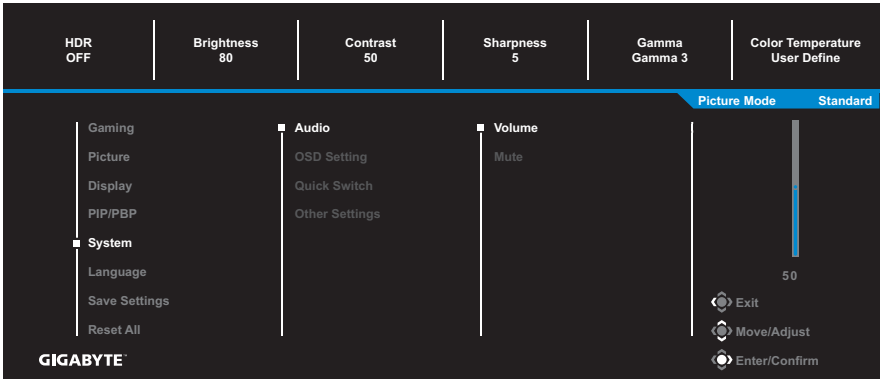 HDR
OFF
Brightness
80
Contrast
50
Sharpness
5
Gamma
Gamma 3
Color Temperature
User Define
Picture Mode Standard
Gaming
Picture
Display
PIP/PBP
System
Language
Save Settings
Reset All
Audio
OSD Setting
Quick Switch
Other Settings
Volume
Mute
50
Exit
Move/Adjust
Enter/Confirm
GIGABYTE